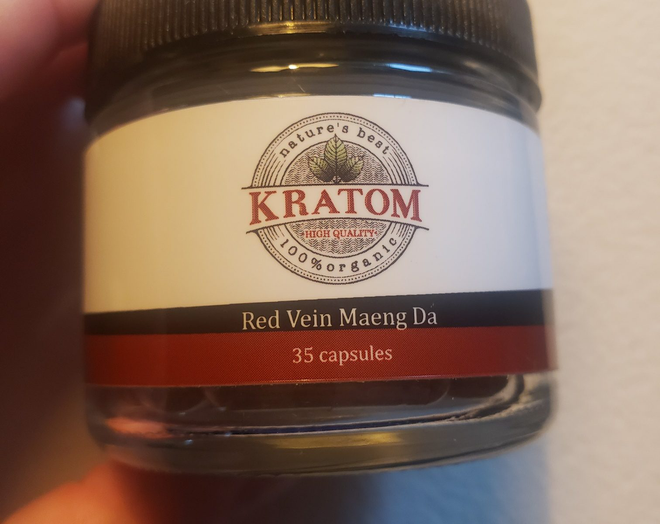 nature's best
KRATOM
HIGH QUALITY
100% organic
Red Vein Maeng Da
35 capsules